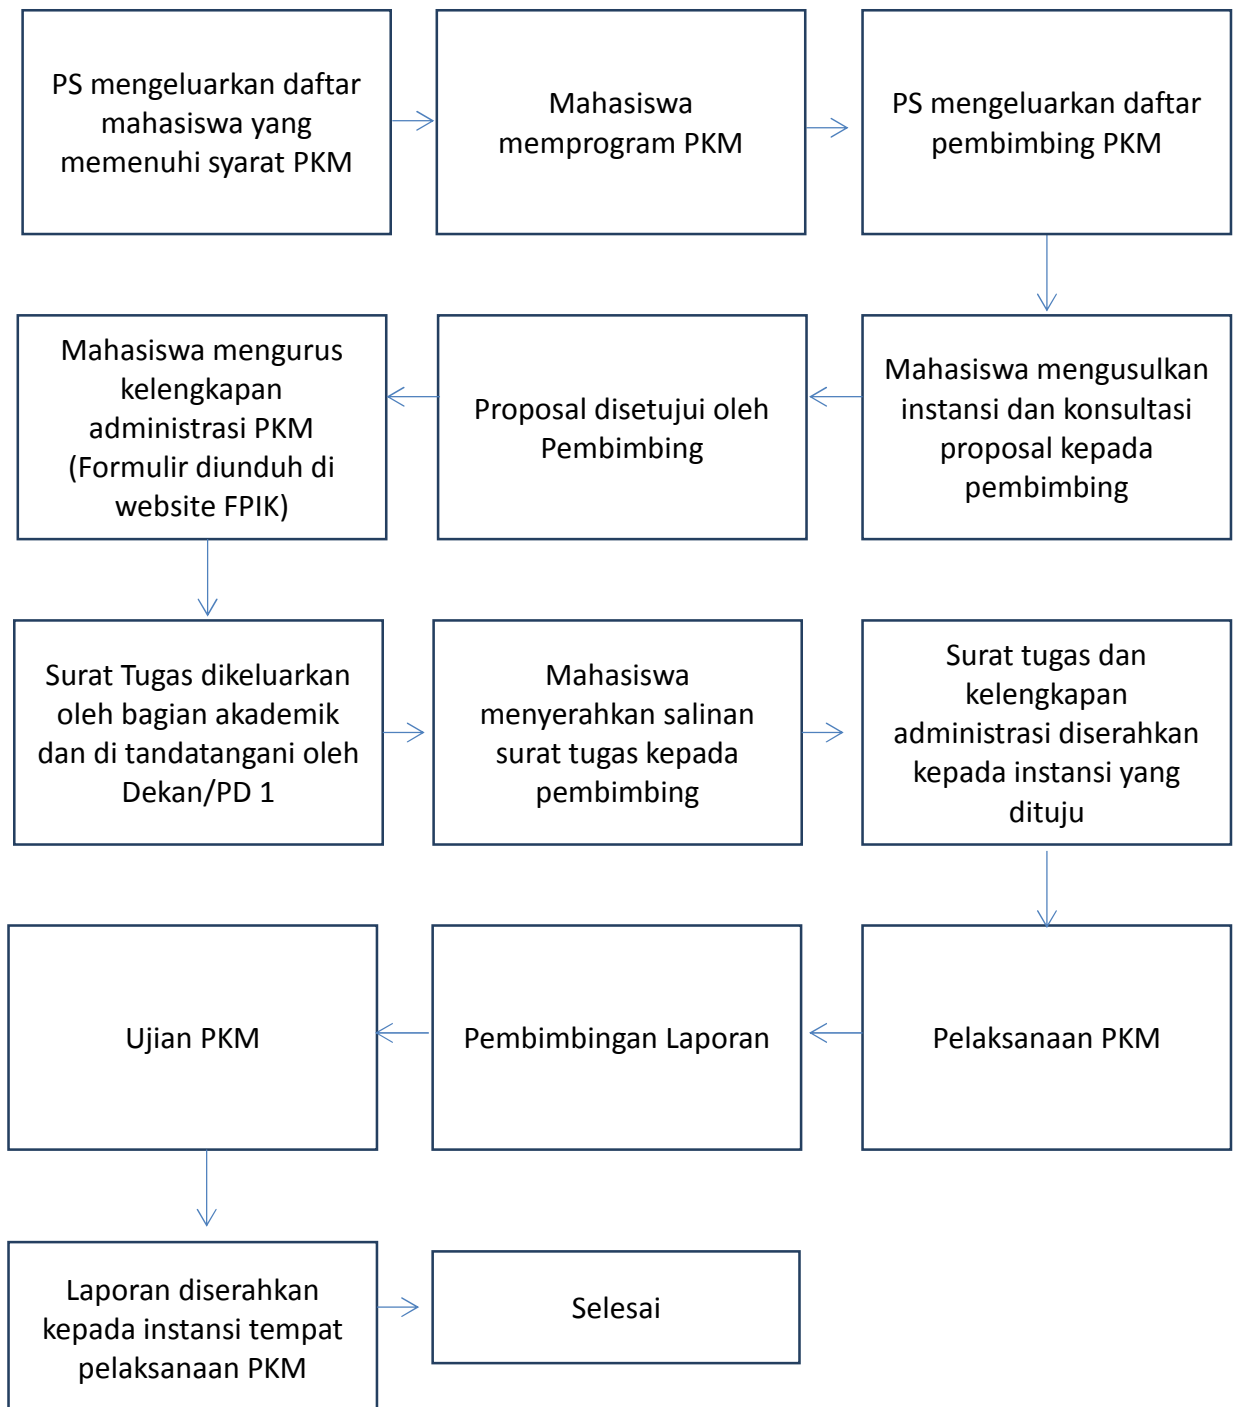 PS mengeluarkan daftar
mahasiswa yang
memenuhi syarat PKM
Mahasiswa
memprogram PKM
PS mengeluarkan daftar
pembimbing PKM
Mahasiswa mengusulkan
instansi dan konsultasi
proposal kepada
pembimbing
Proposal disetujui oleh
Pembimbing
Mahasiswa mengurus
kelengkapan
administrasi PKM
(Formulir diunduh di
website FPIK)
Surat Tugas dikeluarkan
oleh bagian akademik
dan di tandatangani oleh
Dekan/PD 1
Mahasiswa
menyerahkan salinan
surat tugas kepada
pembimbing
Surat tugas dan
kelengkapan
administrasi diserahkan
kepada instansi yang
dituju
Pelaksanaan PKM
Pembimbingan Laporan
Ujian PKM
Laporan diserahkan
kepada instansi tempat
pelaksanaan PKM
Selesai